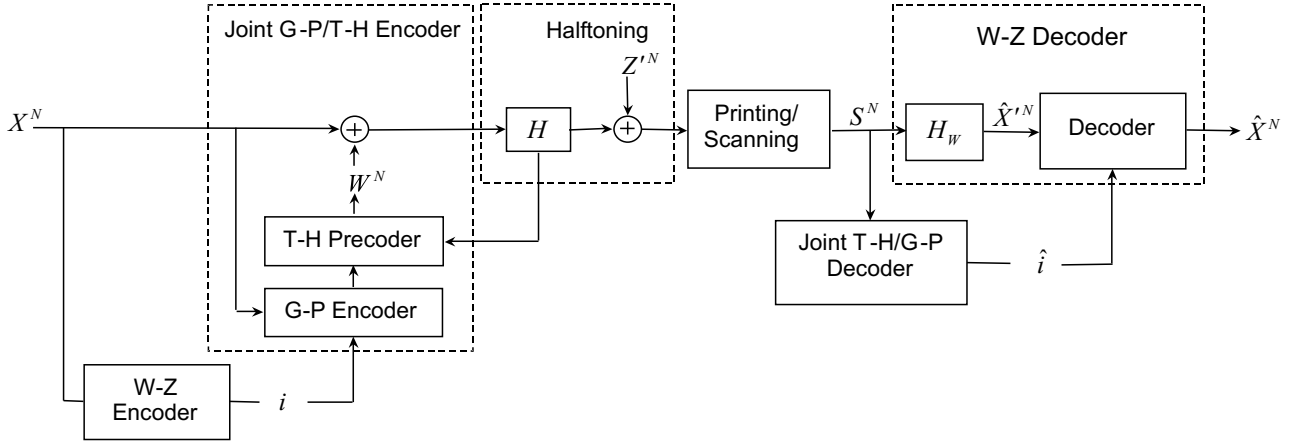 Joint G-P/T-H Encoder
Halftoning
W-Z Decoder
Z'^N
X^N
+
H
+
Printing/
Scanning
S^N
H_W
X̂'^N
Decoder
X̂^N
W^N
T-H Precoder
G-P Encoder
Joint T-H/G-P
Decoder
î
W-Z
Encoder
i